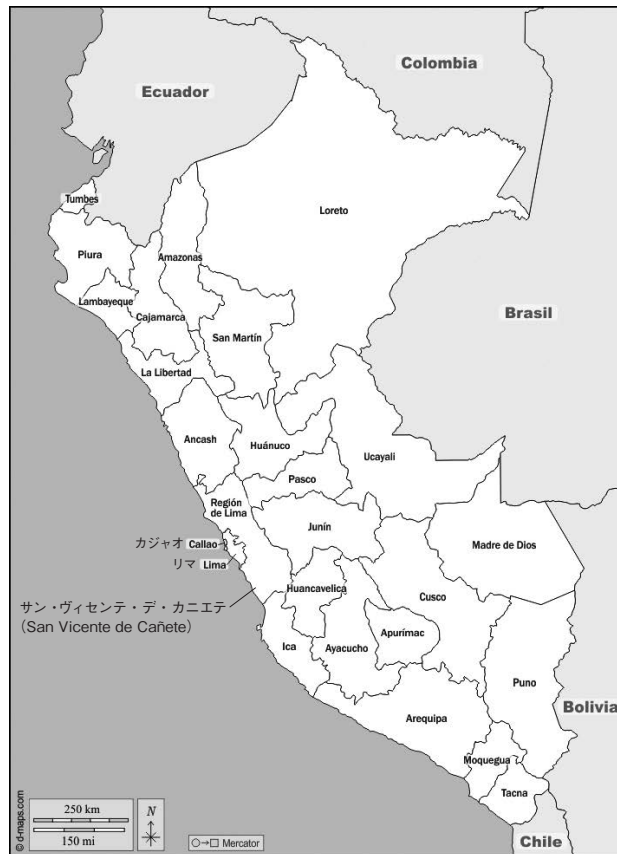 Colombia
Ecuador
Tumbes
Loreto
Piura
Amazonas
Lambayeque
Cajamarca
Brasil
San Martín
La Libertad
Ancash
Huánuco
Ucayali
Pasco
Región
de Lima
Junín
カジャオ Callao
Madre de Dios
リマ Lima
Huancavelica
Cusco
サン・ヴィセンテ・デ・カニエテ
(San Vicente de Cañete)
Ica
Ayacucho
Apurímac
Puno
Bolivia
Arequipa
Moquegua
Tacna
250 km
150 mi
N
Mercator
Chile
© d-maps.com